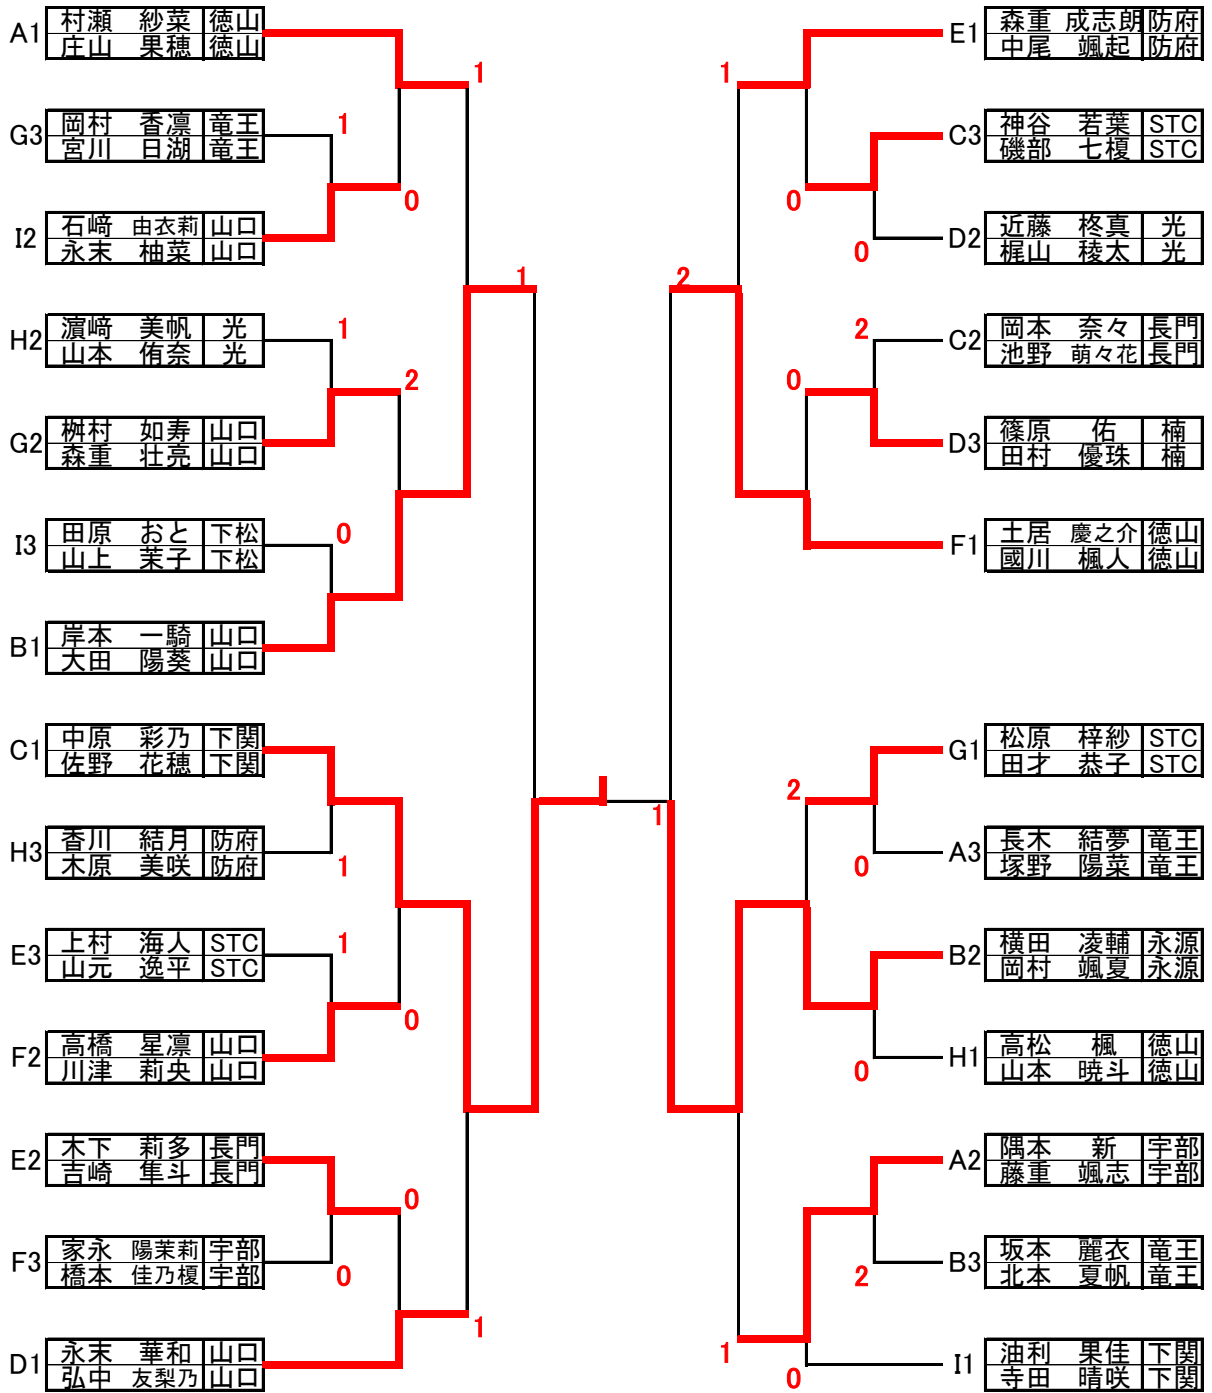 A1 村瀬 紗菜 徳山
庄山 果穂 徳山
1
G3 岡村 香凛 竜王
宮川 日湖 竜王
1
0
I2 石﨑 由衣莉 山口
永末 柚菜 山口
1
H2 濵﨑 美帆 光
山本 侑奈 光
1
2
G2 桝村 如寿 山口
森重 壮亮 山口
I3 田原 おと 下松
山上 茉子 下松
0
B1 岸本 一騎 山口
大田 陽葵 山口
C1 中原 彩乃 下関
佐野 花穂 下関
H3 香川 結月 防府
木原 美咲 防府
1
E3 上村 海人 STC
山元 逸平 STC
1
0
F2 高橋 星凛 山口
川津 莉央 山口
E2 木下 莉多 長門
吉崎 隼斗 長門
0
F3 家永 陽茉莉 宇部
橋本 佳乃榎 宇部
0
1
D1 永末 華和 山口
弘中 友梨乃 山口
E1 森重 成志朗 防府
中尾 颯起 防府
1
C3 神谷 若葉 STC
磯部 七榎 STC
0
D2 近藤 柊真 光
梶山 稜太 光
0
2
C2 岡本 奈々 長門
池野 萌々花 長門
2
0
D3 篠原 佑 楠
田村 優珠 楠
F1 土居 慶之介 徳山
國川 楓人 徳山
G1 松原 梓紗 STC
田才 恭子 STC
2
1
A3 長木 結夢 竜王
塚野 陽菜 竜王
0
B2 横田 凌輔 永源
岡村 颯夏 永源
H1 高松 楓 徳山
山本 暁斗 徳山
0
A2 隅本 新 宇部
藤重 颯志 宇部
B3 坂本 麗衣 竜王
北本 夏帆 竜王
2
1
I1 油利 果佳 下関
寺田 晴咲 下関
0